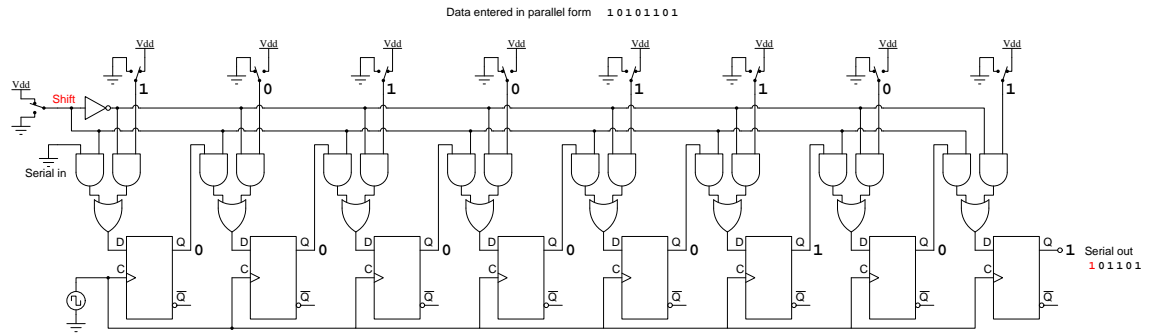 Data entered in parallel form 1 0 1 0 1 1 0 1
Vdd Vdd Vdd Vdd Vdd Vdd Vdd Vdd
Vdd
Shift
1 0 1 0 1 1 0 1
Serial in
D Q D Q D Q D Q D Q D Q D Q D Q
0 0 0 0 0 1 0 1
Serial out
C C C C C C C C
1 0 1 1 0 1
Q Q Q Q Q Q Q Q